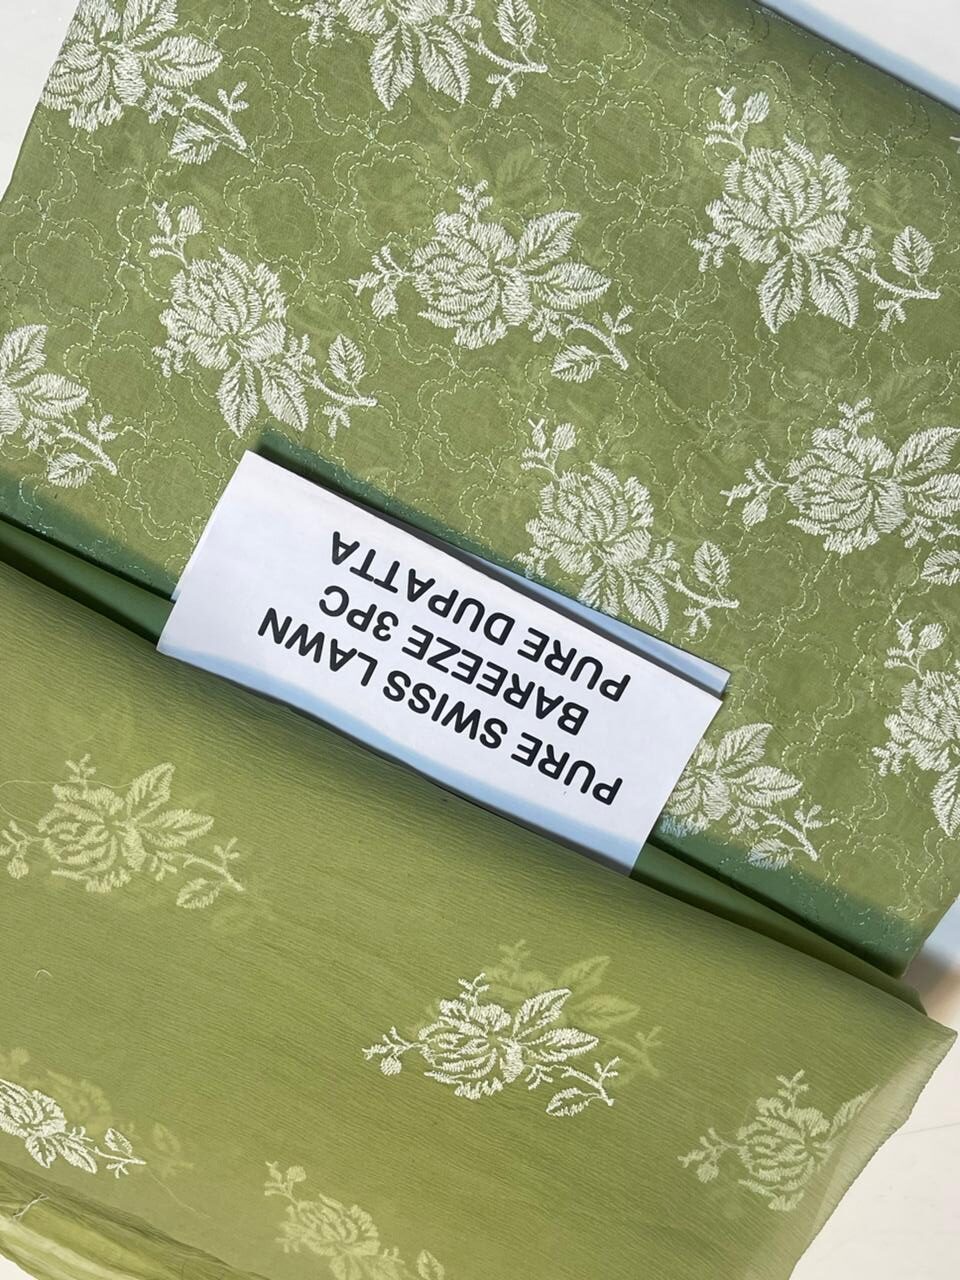 PURE SWISS LAWN
BAREEZE 3PC
PURE DUPATTA